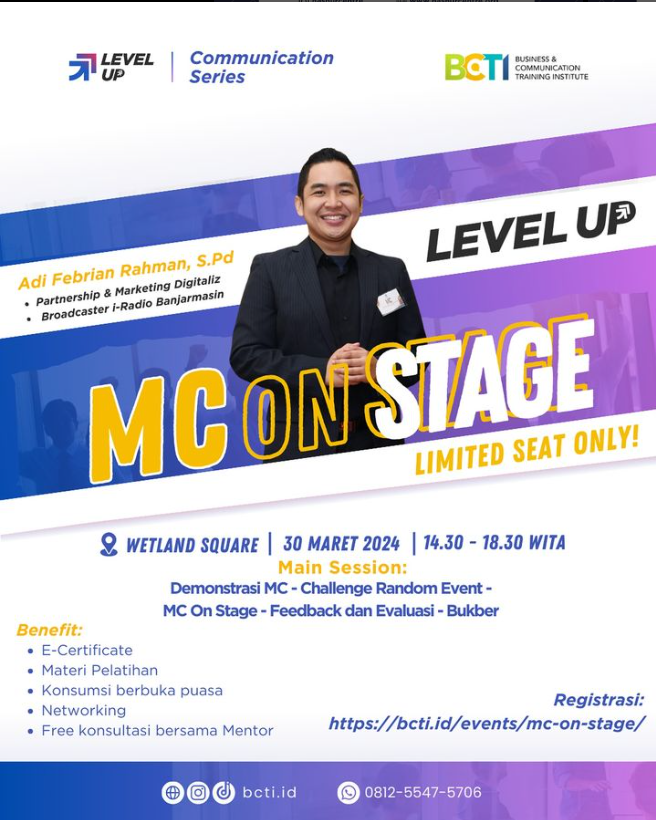 LEVEL UP
Communication
Series
BCTI
BUSINESS &
COMMUNICATION
TRAINING INSTITUTE
LEVEL UP
Adi Febrian Rahman, S.Pd
• Partnership & Marketing Digitaliz
• Broadcaster i-Radio Banjarmasin
MC ON STAGE
LIMITED SEAT ONLY!
WETLAND SQUARE | 30 MARET 2024 | 14.30 - 18.30 WITA
Main Session:
Demonstrasi MC - Challenge Random Event -
MC On Stage - Feedback dan Evaluasi - Bukber
Benefit:
• E-Certificate
• Materi Pelatihan
• Konsumsi berbuka puasa
• Networking
• Free konsultasi bersama Mentor
Registrasi:
https://bcti.id/events/mc-on-stage/
bcti.id
0812-5547-5706